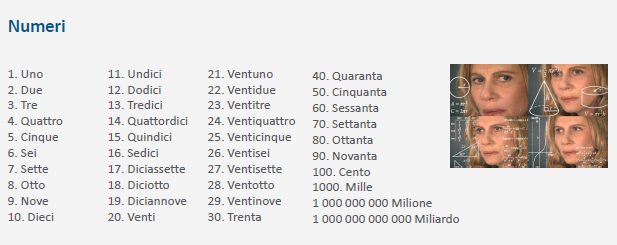 Numeri
1. Uno
2. Due
3. Tre
4. Quattro
5. Cinque
6. Sei
7. Sette
8. Otto
9. Nove
10. Dieci
11. Undici
12. Dodici
13. Tredici
14. Quattordici
15. Quindici
16. Sedici
17. Diciassette
18. Diciotto
19. Diciannove
20. Venti
21. Ventuno
22. Ventidue
23. Ventitre
24. Ventiquattro
25. Venticinque
26. Ventisei
27. Ventisette
28. Ventotto
29. Ventinove
30. Trenta
40. Quaranta
50. Cinquanta
60. Sessanta
70. Settanta
80. Ottanta
90. Novanta
100. Cento
1000. Mille
1 000 000 000 Milione
1 000 000 000 000 Miliardo